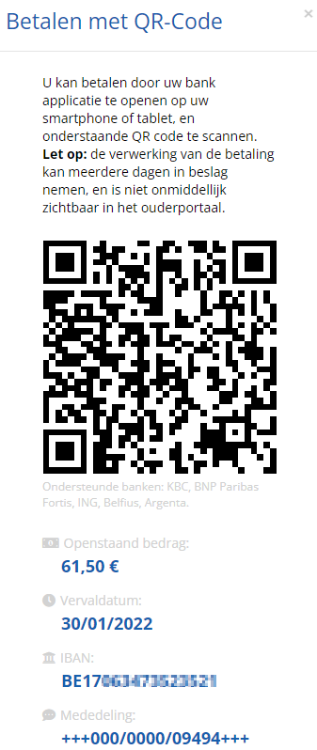 Betalen met QR-Code
×
U kan betalen door uw bank
applicatie te openen op uw
smartphone of tablet, en
onderstaande QR code te scannen.
Let op: de verwerking van de betaling
kan meerdere dagen in beslag
nemen, en is niet onmiddellijk
zichtbaar in het ouderportaal.
Ondersteunde banken: KBC, BNP Paribas
Fortis, ING, Belfius, Argenta.
Openstaand bedrag:
61,50 €
Vervaldatum:
30/01/2022
IBAN:
BE17
Mededeling:
+++000/0000/09494+++